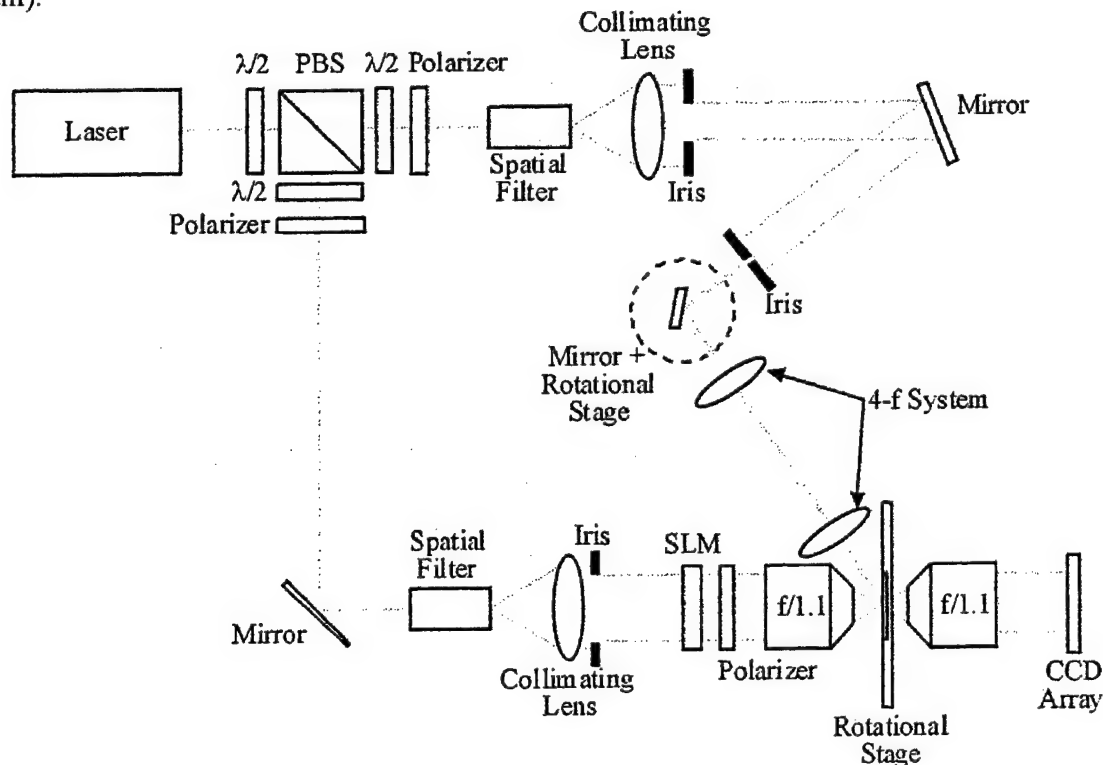 Collimating
Lens
λ/2 PBS λ/2 Polarizer
Laser
Mirror
Spatial
Filter
Iris
λ/2
Polarizer
Iris
Mirror +
Rotational
Stage
4-f System
Spatial
Filter
Iris
SLM
f/1.1
f/1.1
Mirror
Collimating
Lens
Polarizer
CCD
Array
Rotational
Stage